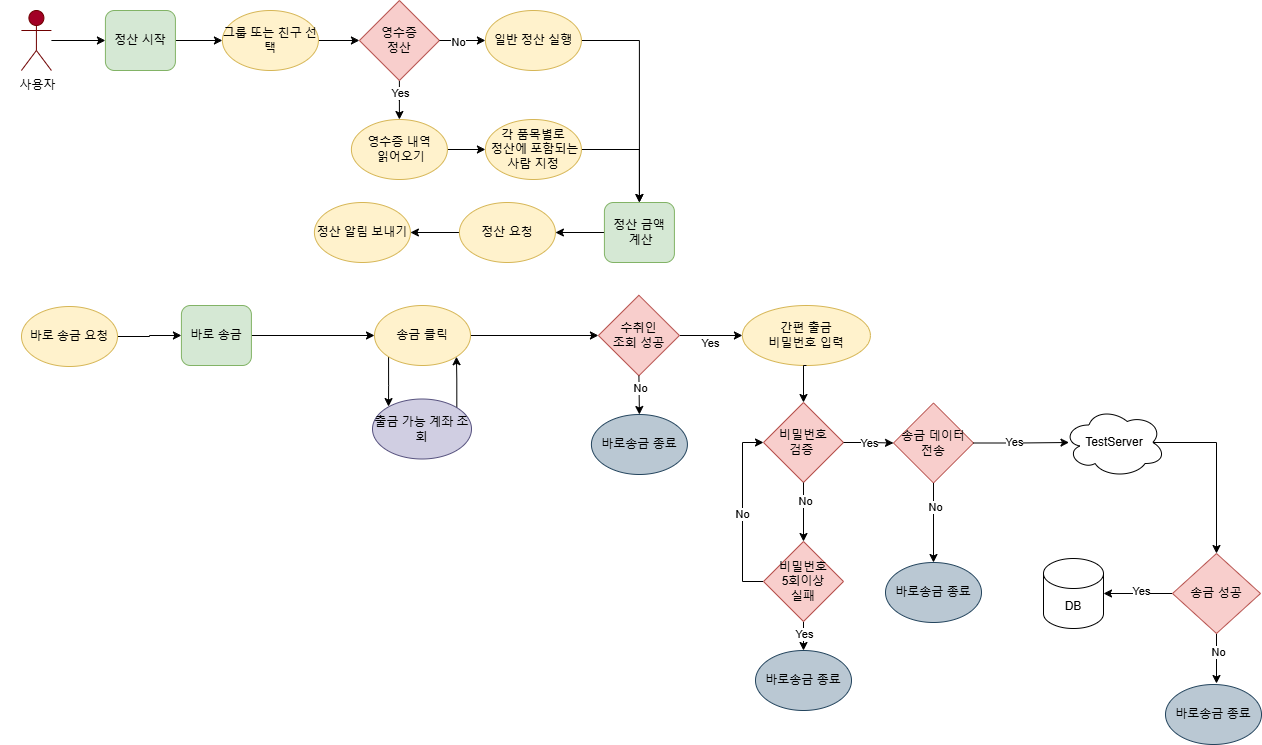 사용자
정산 시작
그룹 또는 친구 선
택
영수증
정산
No
일반 정산 실행
Yes
영수증 내역
읽어오기
각 품목별로
정산에 포함되는
사람 지정
정산 알림 보내기
정산 요청
정산 금액
계산
바로 송금 요청
바로 송금
송금 클릭
수취인
조회 성공
Yes
간편 출금
비밀번호 입력
No
출금 가능 계좌 조
회
바로송금 종료
비밀번호
검증
Yes
송금 데이터
전송
Yes
TestServer
No
No
No
비밀번호
5회이상
실패
바로송금 종료
DB
Yes
송금 성공
Yes
No
바로송금 종료
바로송금 종료